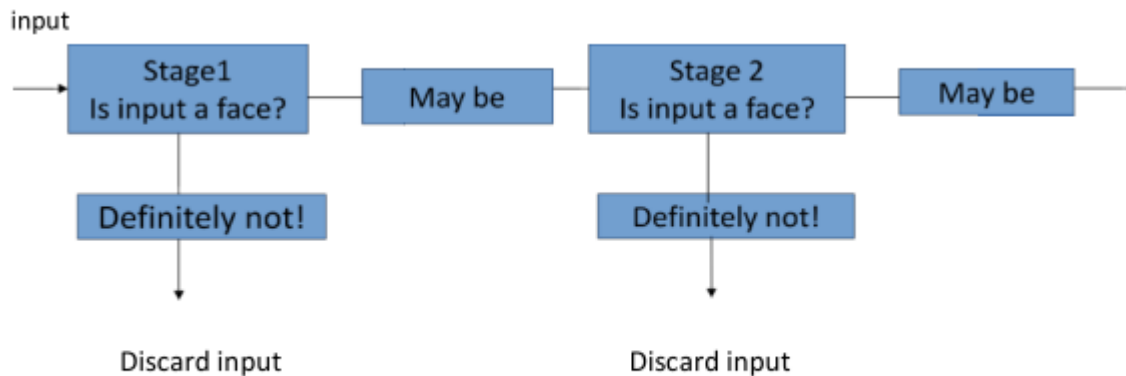 input
Stage1
Is input a face?
May be
Stage 2
Is input a face?
May be
Definitely not!
Definitely not!
Discard input
Discard input